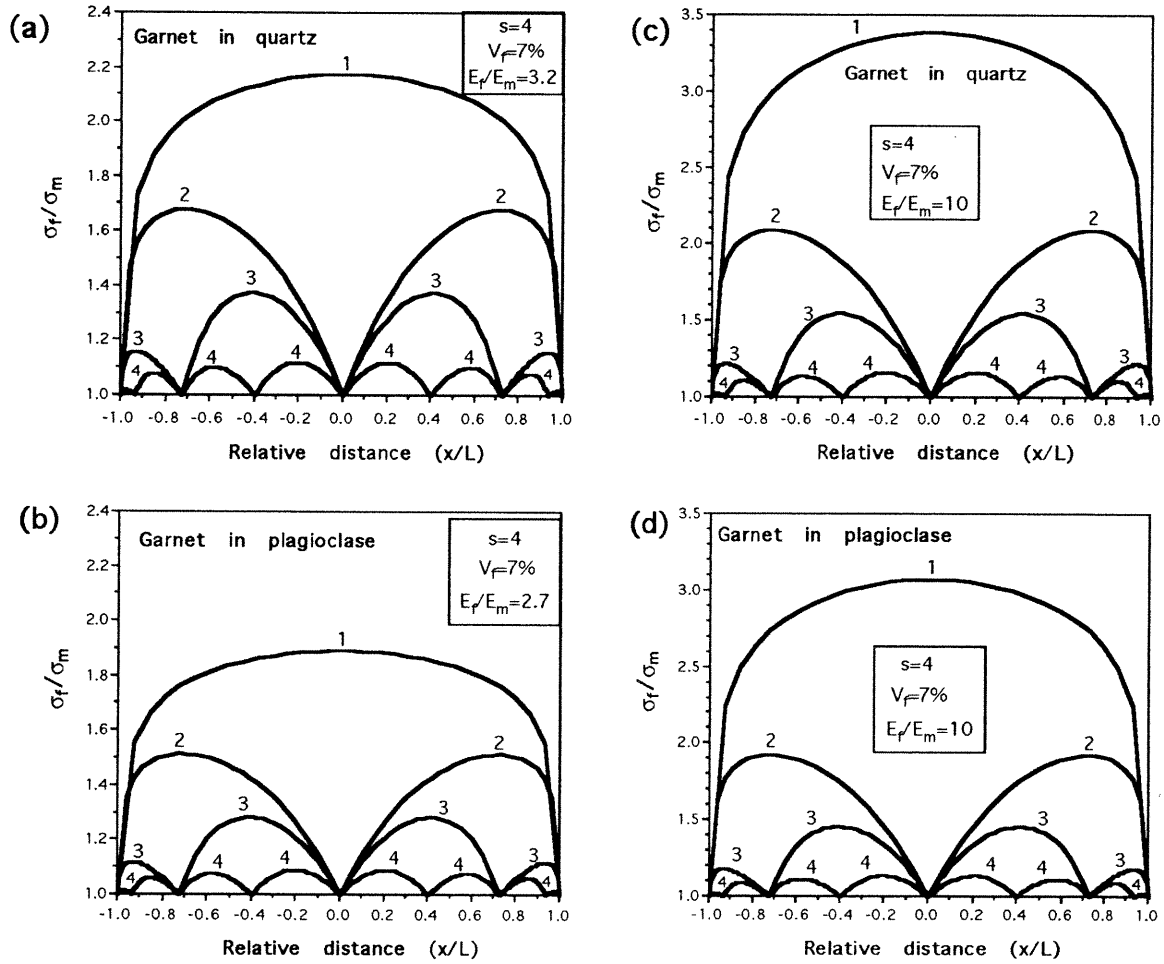 (a)
Garnet in quartz
s=4
V_f=7%
E_f/E_m=3.2
σ_f/σ_m
2.4
2.2
2.0
1.8
1.6
1.4
1.2
1.0
1
2
2
3
3
3
3
4
4
4
4
4
4
-1.0 -0.8 -0.6 -0.4 -0.2 0.0 0.2 0.4 0.6 0.8 1.0
Relative distance (x/L)
(c)
Garnet in quartz
s=4
V_f=7%
E_f/E_m=10
σ_f/σ_m
3.5
3.0
2.5
2.0
1.5
1.0
1
2
2
3
3
3
3
4
4
4
4
4
4
-1.0 -0.8 -0.6 -0.4 -0.2 0.0 0.2 0.4 0.6 0.8 1.0
Relative distance (x/L)
(b)
Garnet in plagioclase
s=4
V_f=7%
E_f/E_m=2.7
σ_f/σ_m
2.4
2.2
2.0
1.8
1.6
1.4
1.2
1.0
1
2
2
3
3
3
3
4
4
4
4
4
4
-1.0 -0.8 -0.6 -0.4 -0.2 0.0 0.2 0.4 0.6 0.8 1.0
Relative distance (x/L)
(d)
Garnet in plagioclase
s=4
V_f=7%
E_f/E_m=10
σ_f/σ_m
3.5
3.0
2.5
2.0
1.5
1.0
1
2
2
3
3
3
3
4
4
4
4
4
4
-1.0 -0.8 -0.6 -0.4 -0.2 0.0 0.2 0.4 0.6 0.8 1.0
Relative distance (x/L)